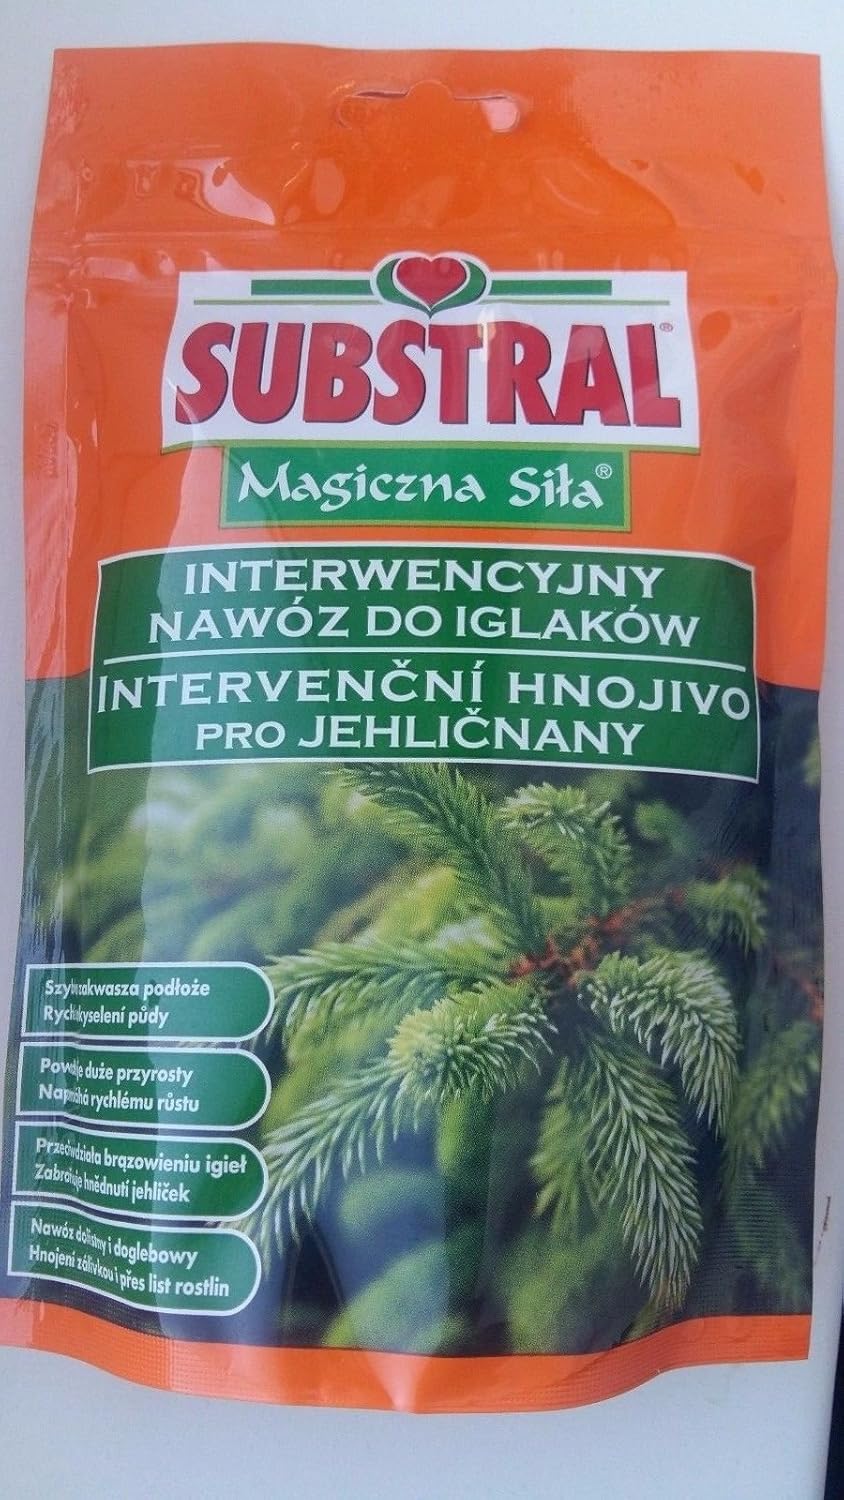 SUBSTRAL®
Magiczna Siła®
INTERWENCYJNY
NAWÓZ DO IGLAKÓW
INTERVENČNÍ HNOJIVO
PRO JEHLIČNANY
zakwasza podłoże
půdy
duże przyrosty
rychlému růstu
Przeciwdziała brązowieniu igieł
Zabraňuje hnědnutí jehliček
Nawóz dolistny i doglebowy
Hnojení zálivkou i přes list rostlin